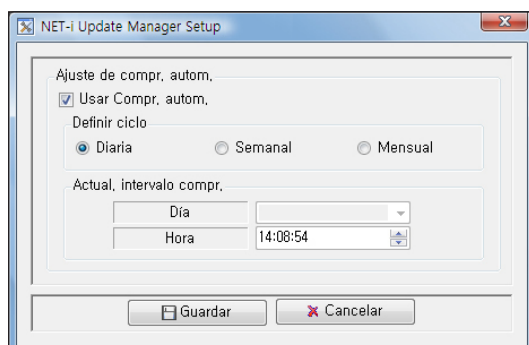 NET-i Update Manager Setup
Ajuste de compr, autom,
Usar Compr, autom,
Definir ciclo
Diaria Semanal Mensual
Actual, intervalo compr,
Día
Hora 14:08:54
Guardar Cancelar